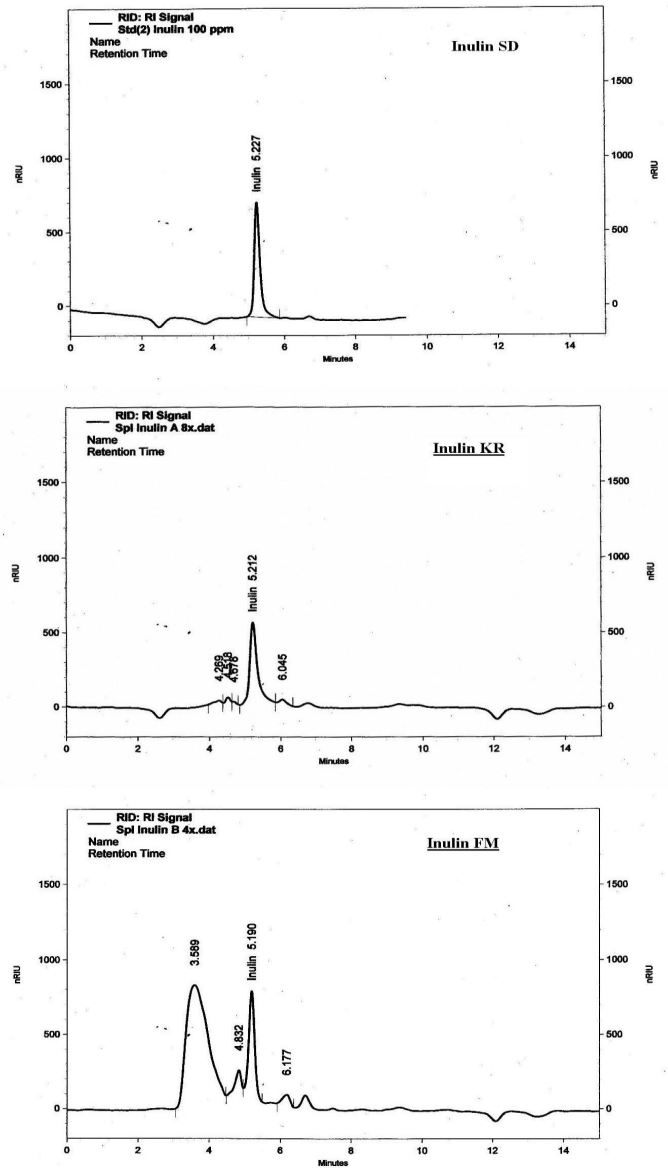 RID: RI Signal
Std(2) Inulin 100 ppm
Name
Retention Time
Inulin SD
1500
1000
500
0
nRIU
1500
1000
500
0
nRIU
Inulin 5.227
0 2 4 6 8 10 12 14
Minutes
RID: RI Signal
Spl Inulin A 8x.dat
Name
Retention Time
Inulin KR
1500
1000
500
0
nRIU
1500
1000
500
0
nRIU
4.269
4.518
4.678
Inulin 5.212
6.045
0 2 4 6 8 10 12 14
Minutes
RID: RI Signal
Spl Inulin B 4x.dat
Name
Retention Time
Inulin FM
1500
1000
500
0
nRIU
1500
1000
500
0
nRIU
3.589
4.832
Inulin 5.190
6.177
0 2 4 6 8 10 12 14
Minutes